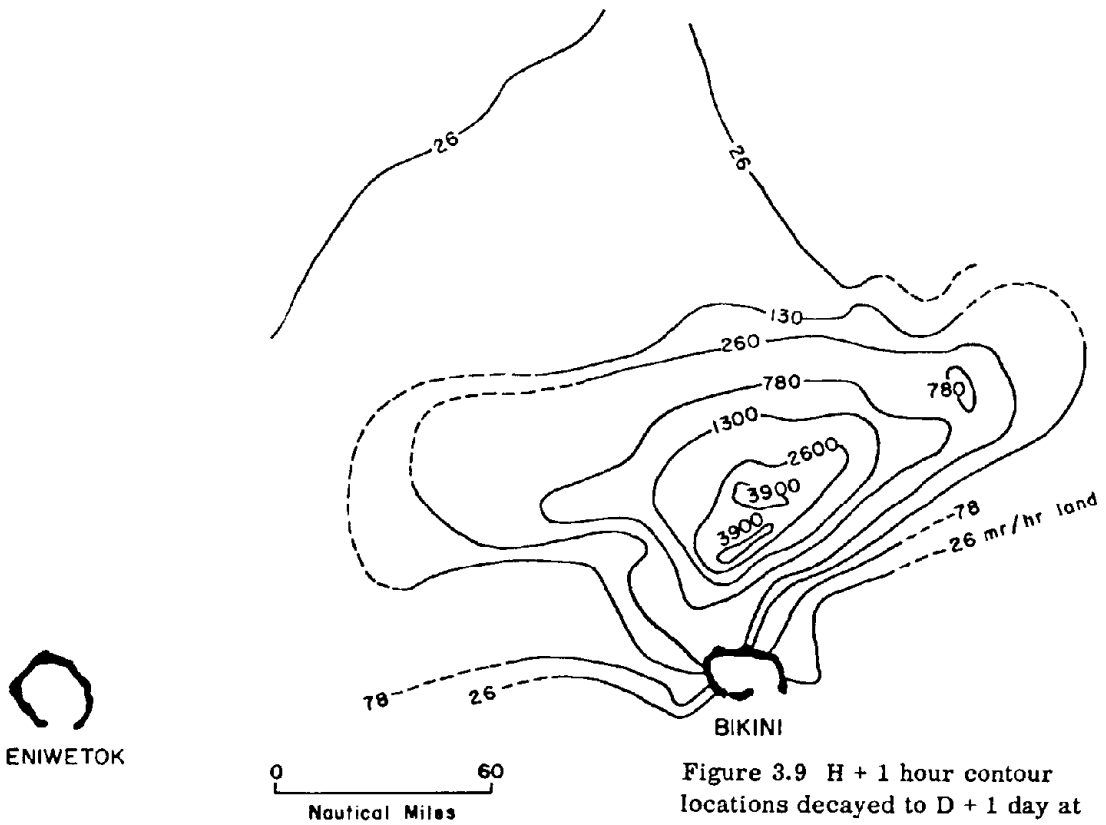 26
26
130
260
780
780
1300
2600
3900
3900
78
26 mr/hr land
78
26
ENIWETOK
BIKINI
0 60
Nautical Miles
Figure 3.9 H + 1 hour contour
locations decayed to D + 1 day at